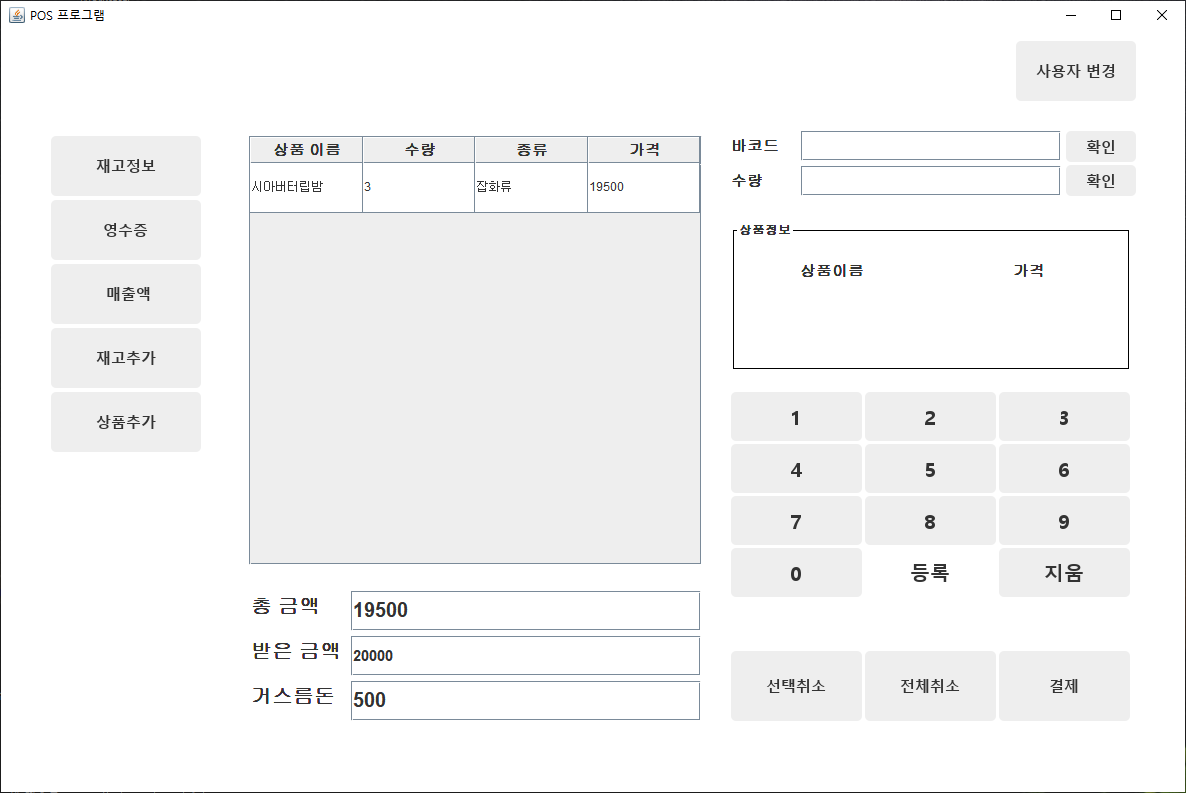 POS 프로그램
사용자 변경
재고정보
영수증
매출액
재고추가
상품추가
상품 이름 수량 종류 가격
시아버터립밤 3 잡화류 19500
총 금액 19500
받은 금액 20000
거스름돈 500
바코드 확인
수량 확인
상품정보
상품이름 가격
1 2 3
4 5 6
7 8 9
0 등록 지움
선택취소 전체취소 결제